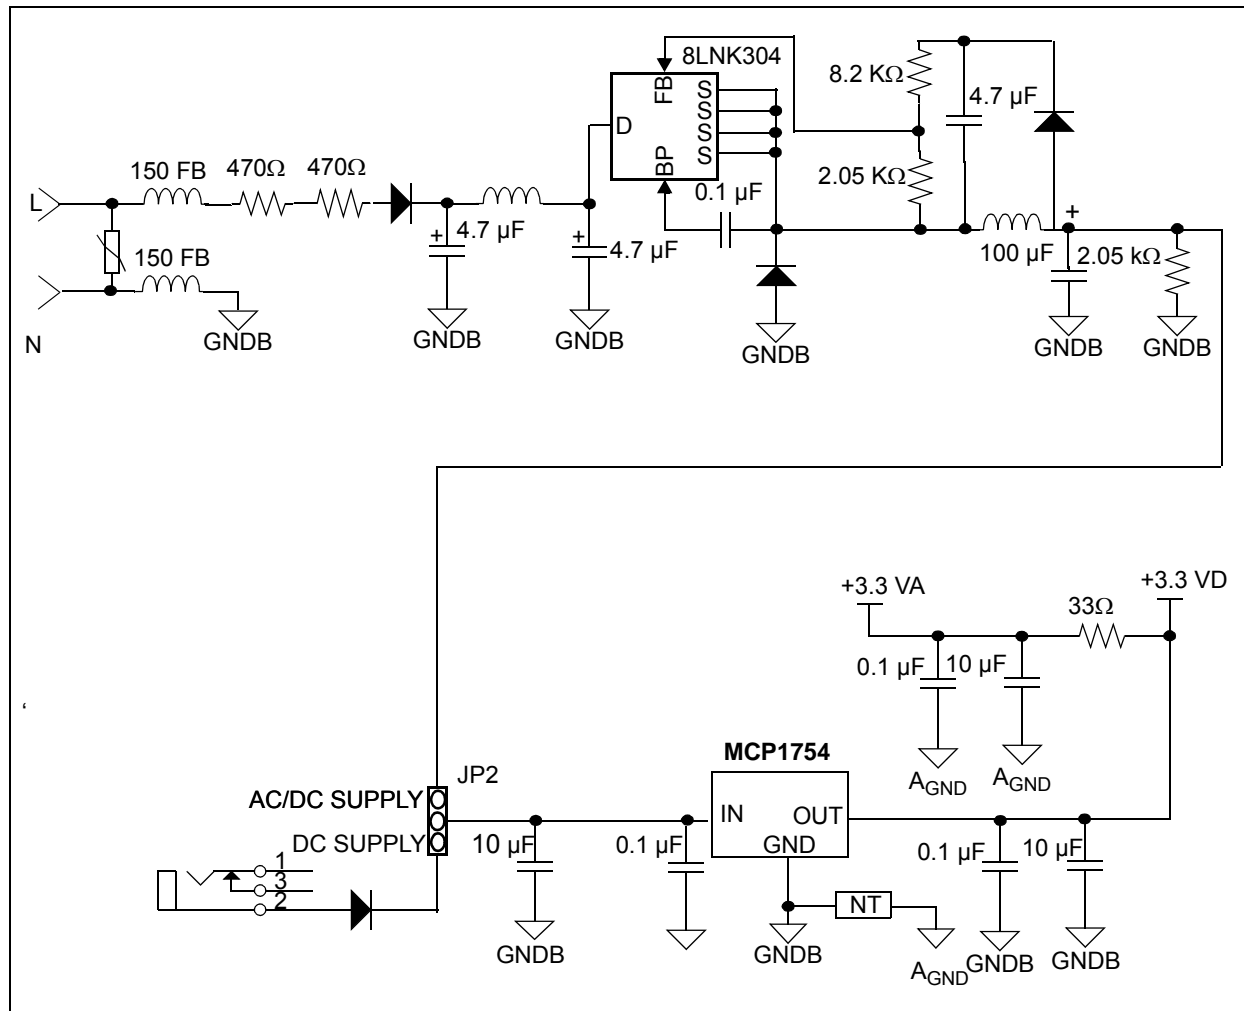 8LNK304
FB
D
S
S
S
S
BP
8.2 KΩ
4.7 µF
2.05 KΩ
0.1 µF
150 FB
470Ω
470Ω
L
+
4.7 µF
+
4.7 µF
150 FB
N
GNDB
GNDB
GNDB
GNDB
+
100 µF
2.05 kΩ
GNDB
GNDB
+3.3 VA
+3.3 VD
33Ω
0.1 µF
10 µF
AGND
AGND
‘
MCP1754
JP2
AC/DC SUPPLY
DC SUPPLY
IN
OUT
GND
10 µF
0.1 µF
0.1 µF
10 µF
1
3
2
NT
GNDB
GNDB
AGND
GNDB
GNDB